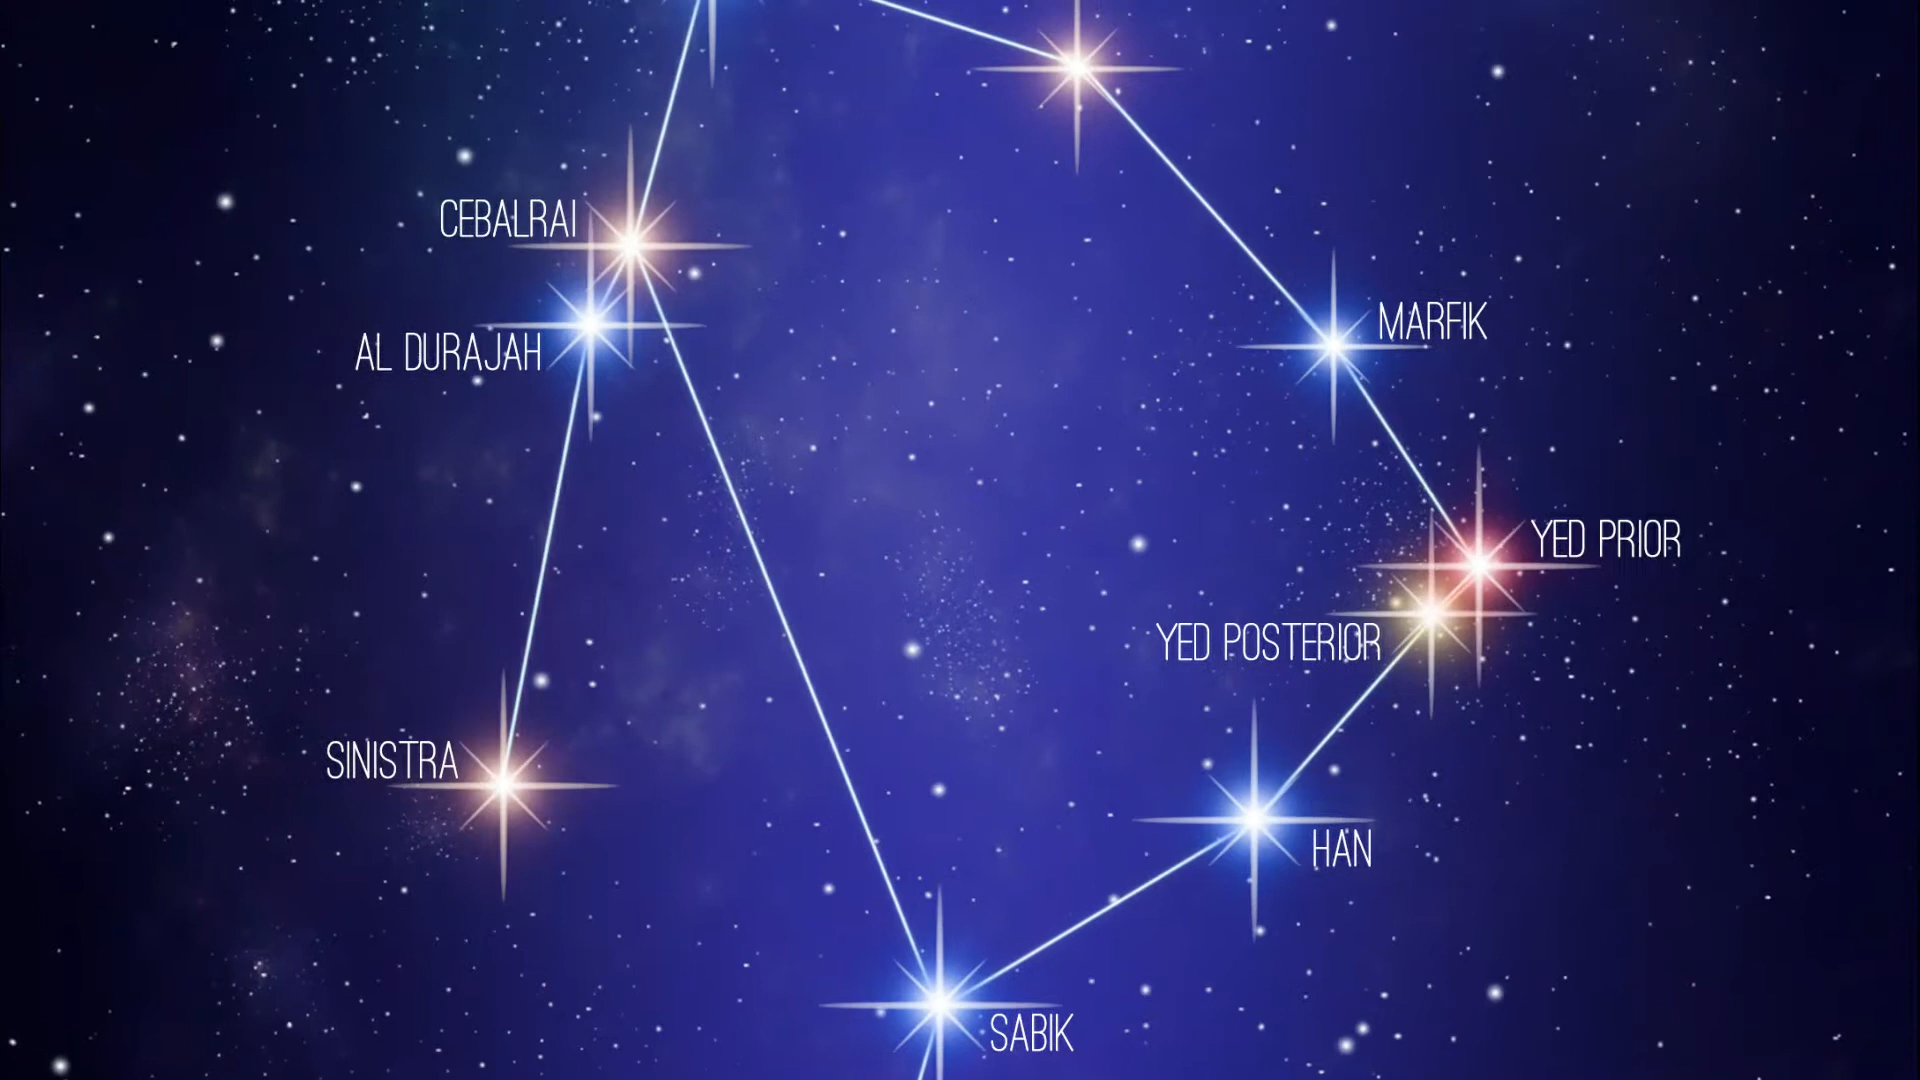 CEBALRAI
AL DURAJAH
MARFIK
YED PRIOR
YED POSTERIOR
SINISTRA
HAN
SABIK